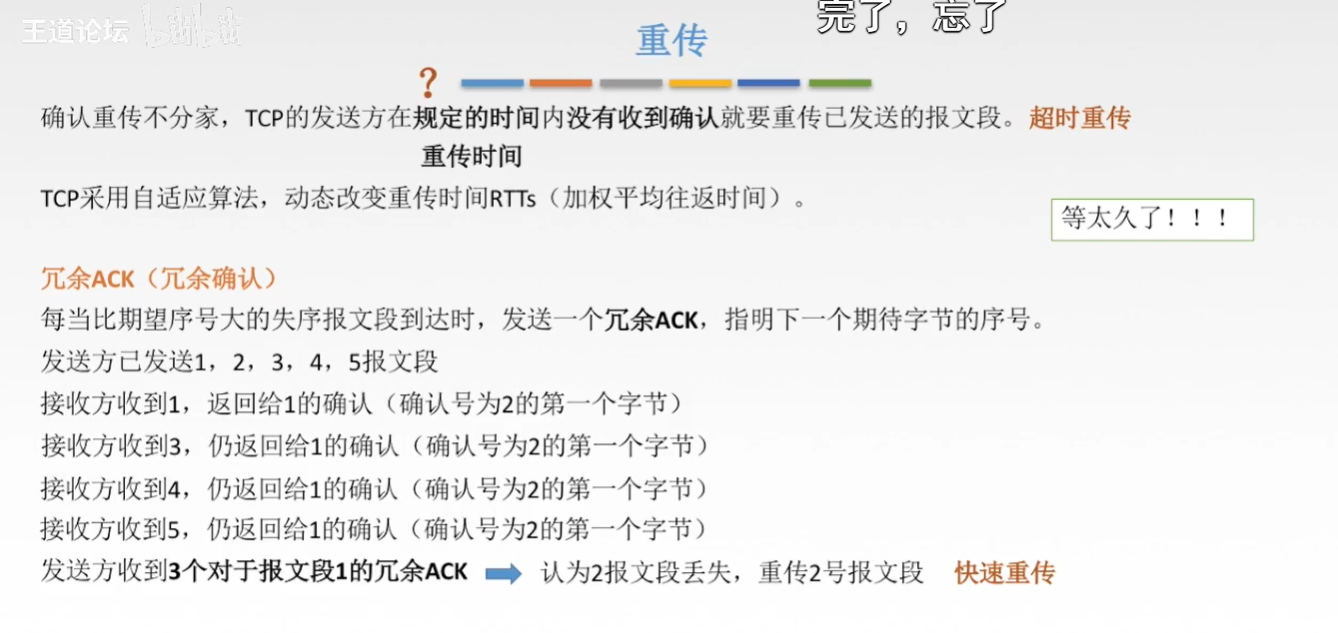 王道论坛 bilibili
完了，忘了
重传
？
确认重传不分家，TCP的发送方在规定的时间内没有收到确认就要重传已发送的报文段。超时重传
重传时间
TCP采用自适应算法，动态改变重传时间RTTs（加权平均往返时间）。
等太久了！！！
冗余ACK（冗余确认）
每当比期望序号大的失序报文段到达时，发送一个冗余ACK，指明下一个期待字节的序号。
发送方已发送1，2，3，4，5报文段
接收方收到1，返回给1的确认（确认号为2的第一个字节）
接收方收到3，仍返回给1的确认（确认号为2的第一个字节）
接收方收到4，仍返回给1的确认（确认号为2的第一个字节）
接收方收到5，仍返回给1的确认（确认号为2的第一个字节）
发送方收到3个对于报文段1的冗余ACK 认为2报文段丢失，重传2号报文段 快速重传